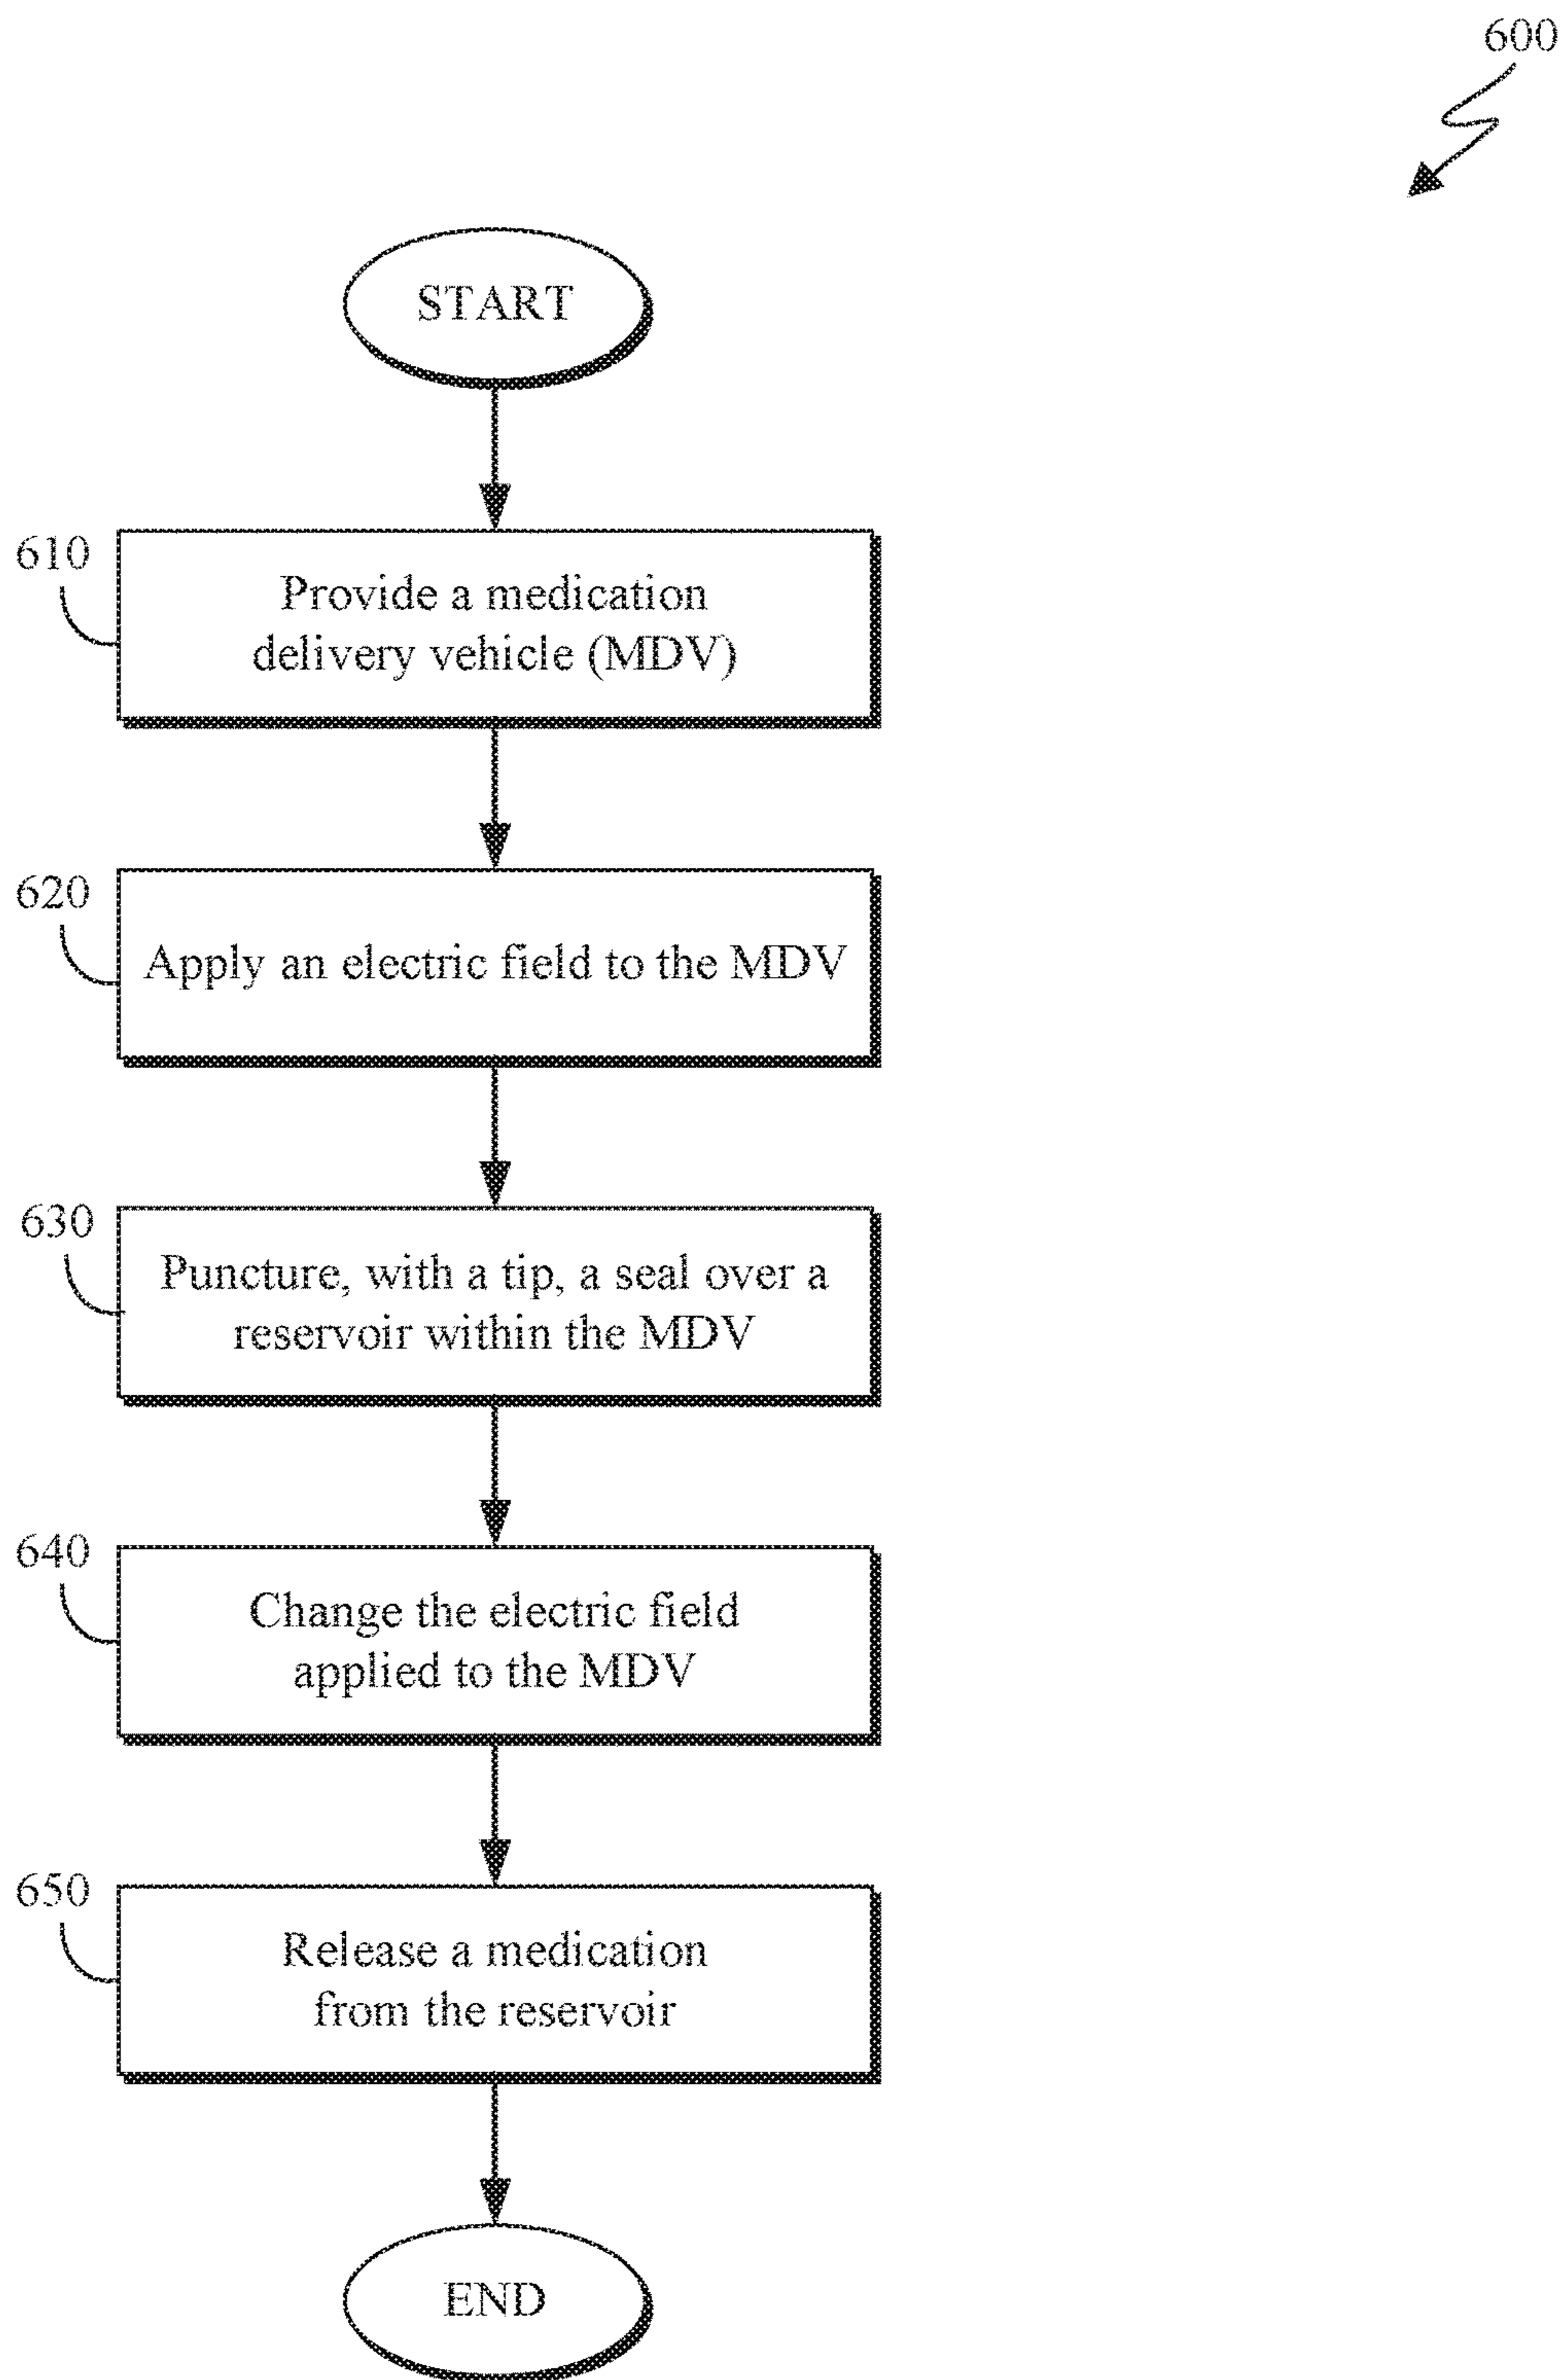 600
START
610
Provide a medication
delivery vehicle (MDV)
620
Apply an electric field to the MDV
630
Puncture, with a tip, a seal over a
reservoir within the MDV
640
Change the electric field
applied to the MDV
650
Release a medication
from the reservoir
END